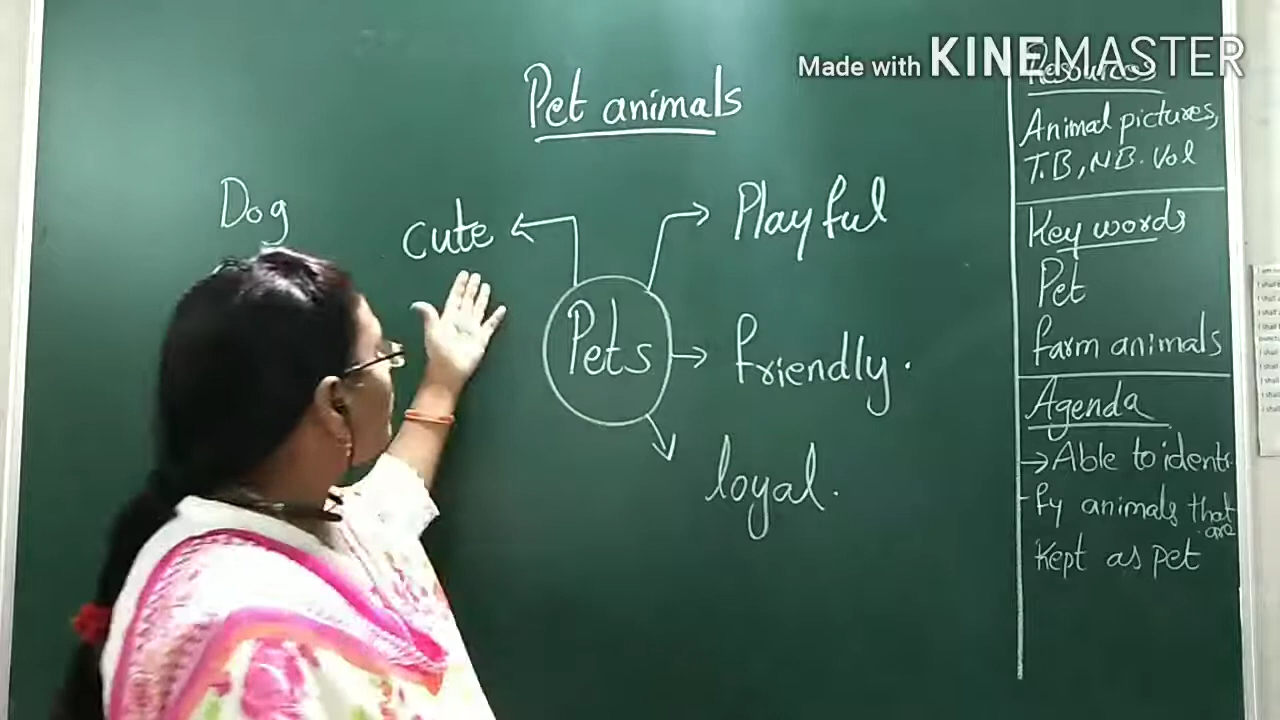 Made with KINEMASTER
Pet animals
Dog
cute
Playful
Pets
friendly.
loyal.
Resources
Animal pictures,
T.B, N.B. Vol
Key words
Pet
farm animals
Agenda
→ Able to identi
fy animals that
are
Kept as pet